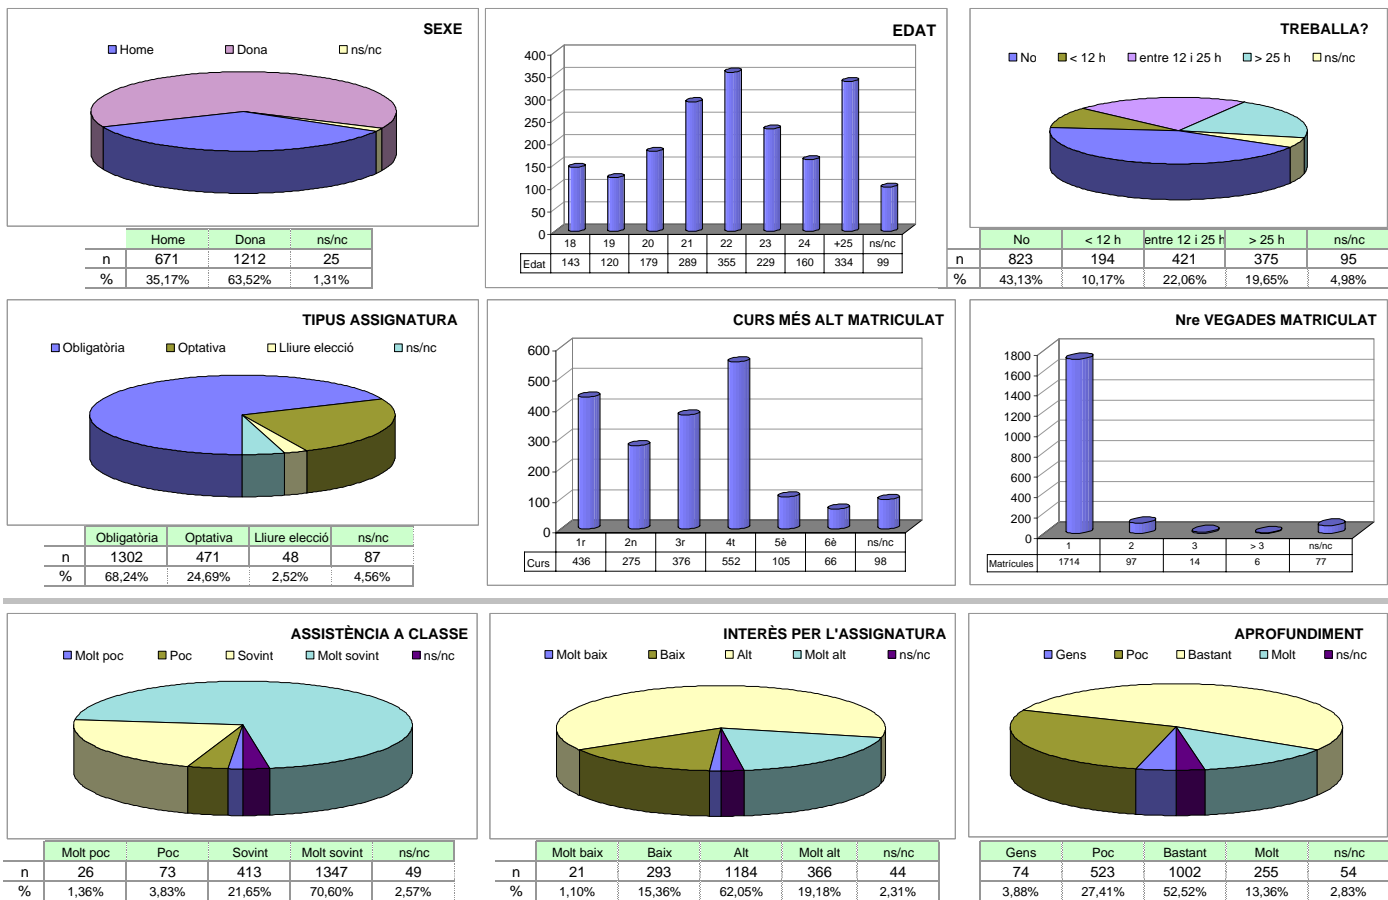 SEXE
Home Dona ns/nc
Home Dona ns/nc
n 671 1212 25
% 35,17% 63,52% 1,31%
EDAT
400
350
300
250
200
150
100
50
0
18 19 20 21 22 23 24 +25 ns/nc
Edat 143 120 179 289 355 229 160 334 99
TREBALLA?
No < 12 h entre 12 i 25 h > 25 h ns/nc
No < 12 h entre 12 i 25 h > 25 h ns/nc
n 823 194 421 375 95
% 43,13% 10,17% 22,06% 19,65% 4,98%
TIPUS ASSIGNATURA
Obligatòria Optativa Lliure elecció ns/nc
Obligatòria Optativa Lliure elecció ns/nc
n 1302 471 48 87
% 68,24% 24,69% 2,52% 4,56%
CURS MÉS ALT MATRICULAT
600
500
400
300
200
100
0
1r 2n 3r 4t 5è 6è ns/nc
Curs 436 275 376 552 105 66 98
Nre VEGADES MATRICULAT
1800
1600
1400
1200
1000
800
600
400
200
0
1 2 3 > 3 ns/nc
Matrícules 1714 97 14 6 77
ASSISTÈNCIA A CLASSE
Molt poc Poc Sovint Molt sovint ns/nc
Molt poc Poc Sovint Molt sovint ns/nc
n 26 73 413 1347 49
% 1,36% 3,83% 21,65% 70,60% 2,57%
INTERÈS PER L'ASSIGNATURA
Molt baix Baix Alt Molt alt ns/nc
Molt baix Baix Alt Molt alt ns/nc
n 21 293 1184 366 44
% 1,10% 15,36% 62,05% 19,18% 2,31%
APROFUNDIMENT
Gens Poc Bastant Molt ns/nc
Gens Poc Bastant Molt ns/nc
74 523 1002 255 54
3,88% 27,41% 52,52% 13,36% 2,83%